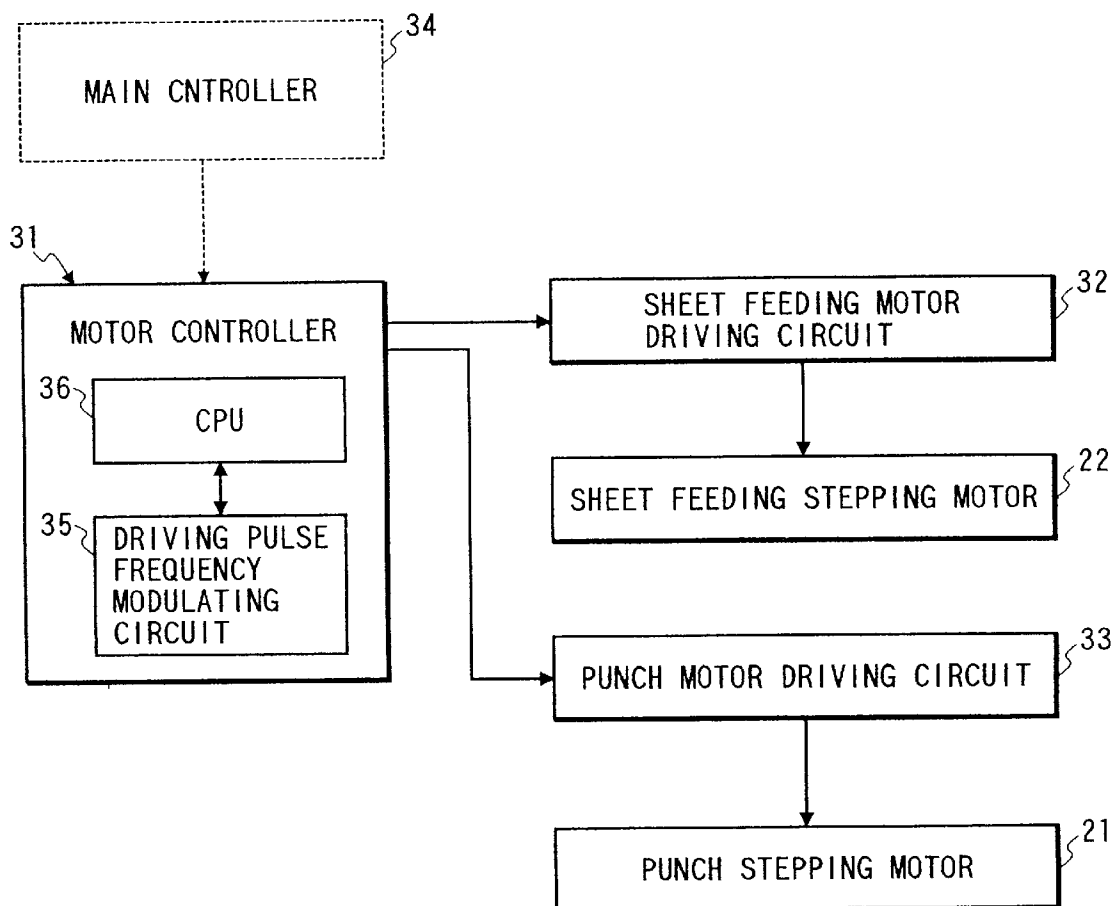 34
MAIN CNTROLLER
31
MOTOR CONTROLLER
36
CPU
35
DRIVING PULSE
FREQUENCY
MODULATING
CIRCUIT
32
SHEET FEEDING MOTOR
DRIVING CIRCUIT
22
SHEET FEEDING STEPPING MOTOR
33
PUNCH MOTOR DRIVING CIRCUIT
21
PUNCH STEPPING MOTOR